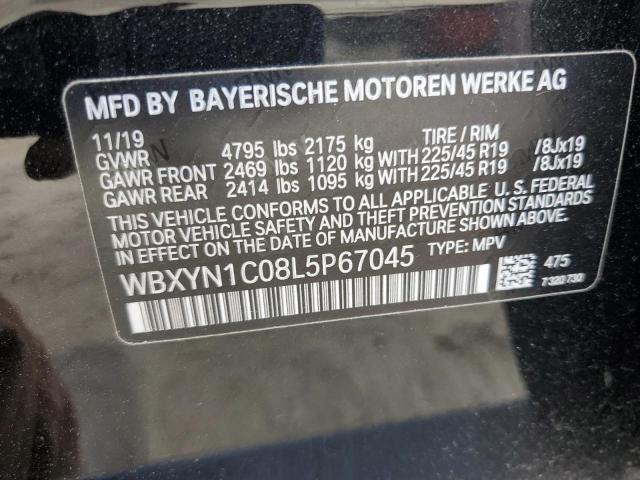 MFD BY BAYERISCHE MOTOREN WERKE AG
11/19 TIRE / RIM
GVWR 4795 lbs 2175 kg
GAWR FRONT 2469 lbs 1120 kg WITH 225/45 R19 /8Jx19
GAWR REAR 2414 lbs 1095 kg WITH 225/45 R19 /8Jx19
THIS VEHICLE CONFORMS TO ALL APPLICABLE U. S. FEDERAL
MOTOR VEHICLE SAFETY AND THEFT PREVENTION STANDARDS
IN EFFECT ON THE DATE OF MANUFACTURE SHOWN ABOVE.
WBXYN1C08L5P67045 TYPE: MPV
475
7320730